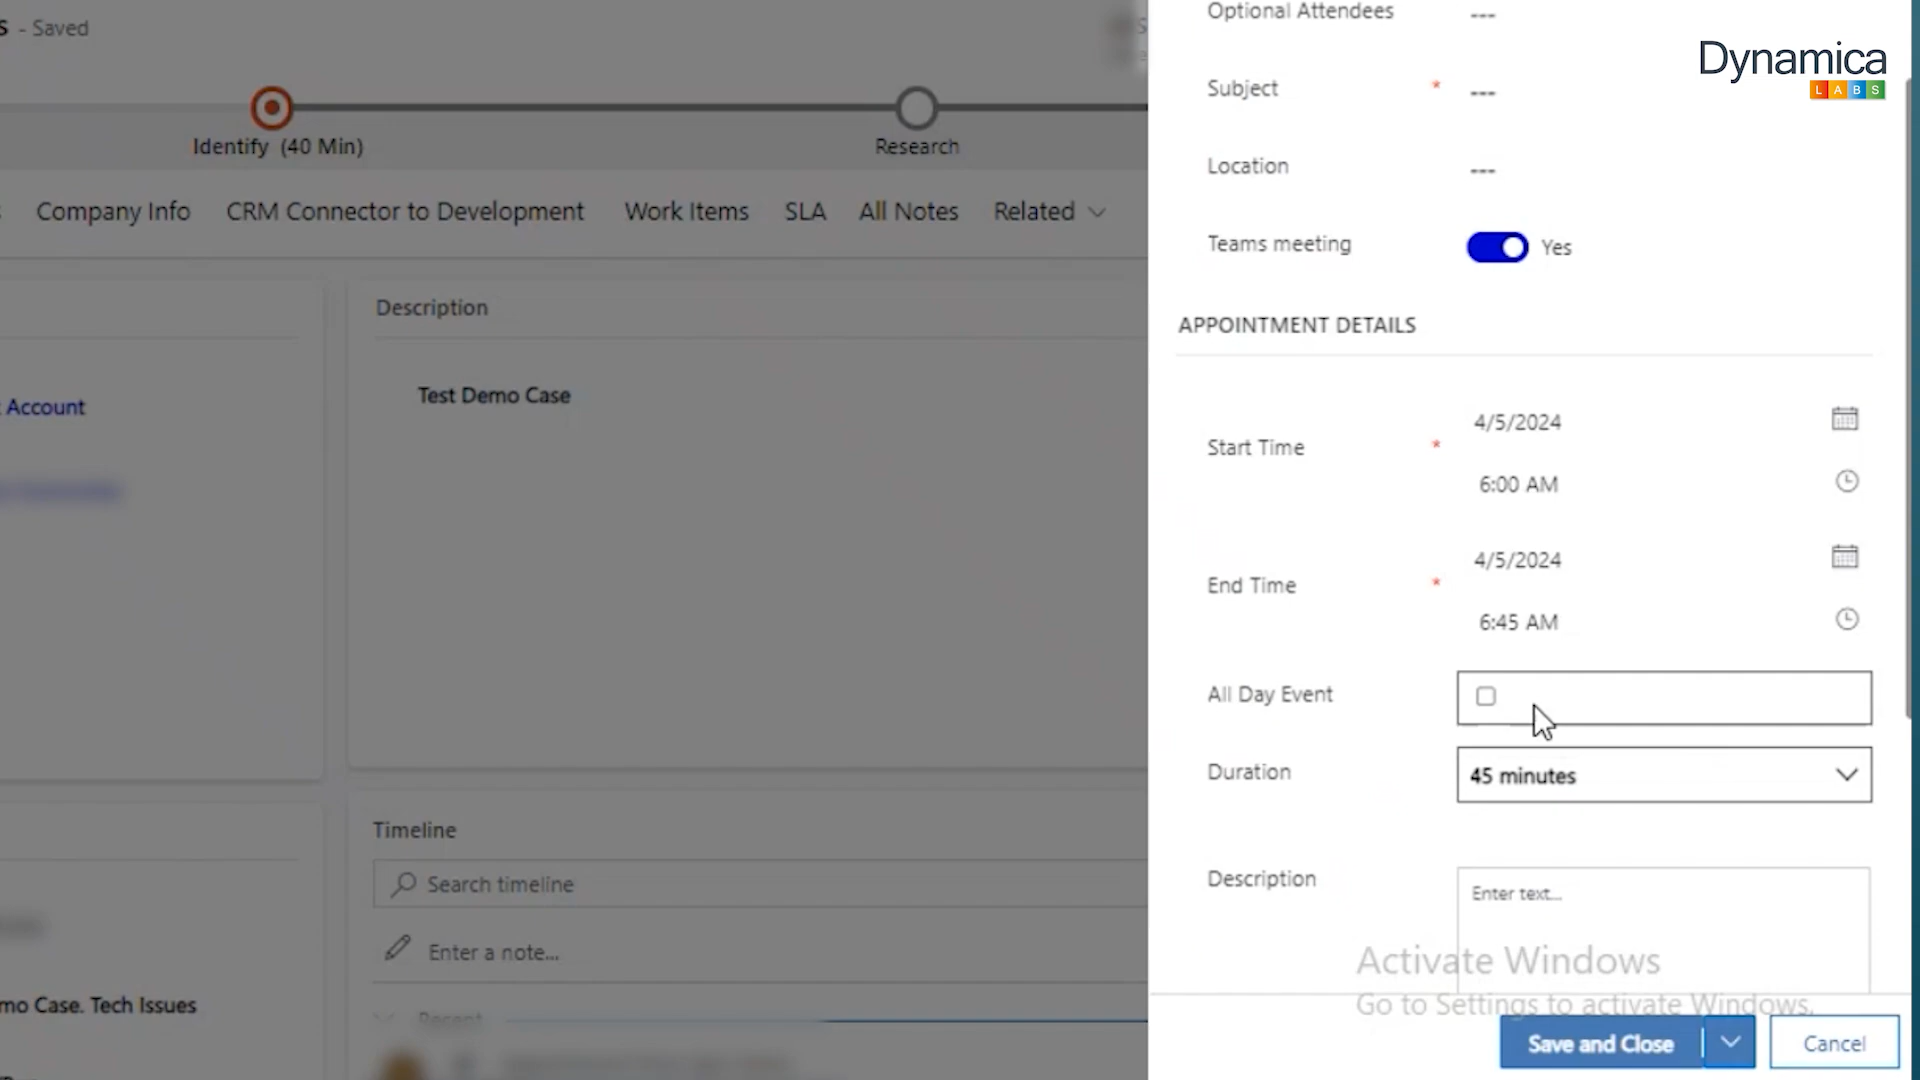 - Saved
Identify (40 Min)
Research
Company Info
CRM Connector to Development
Work Items
SLA
All Notes
Related
Description
Test Demo Case
Account
Timeline
Search timeline
Enter a note...
Recent
mo Case. Tech Issues
Optional Attendees
---
Dynamica
LABS
Subject
*
---
Location
---
Teams meeting
Yes
APPOINTMENT DETAILS
Start Time
*
4/5/2024
6:00 AM
End Time
*
4/5/2024
6:45 AM
All Day Event
Duration
45 minutes
Description
Enter text...
Activate Windows
Go to Settings to activate Windows.
Save and Close
Cancel